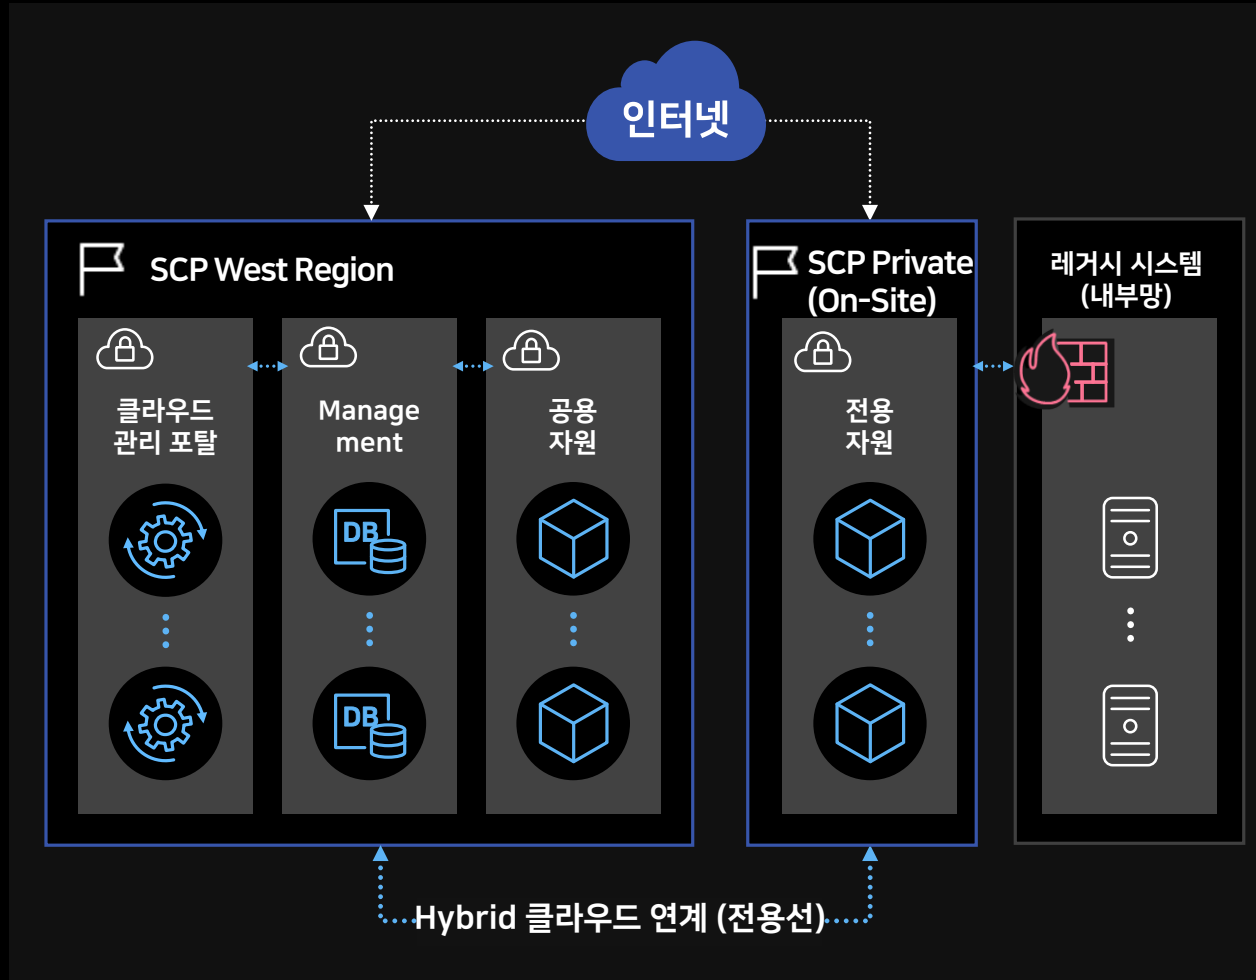 인터넷
SCP West Region
SCP Private
(On-Site)
레거시 시스템
(내부망)
클라우드
관리 포탈
Manage
ment
공용
자원
전용
자원
DB
DB
Hybrid 클라우드 연계 (전용선)